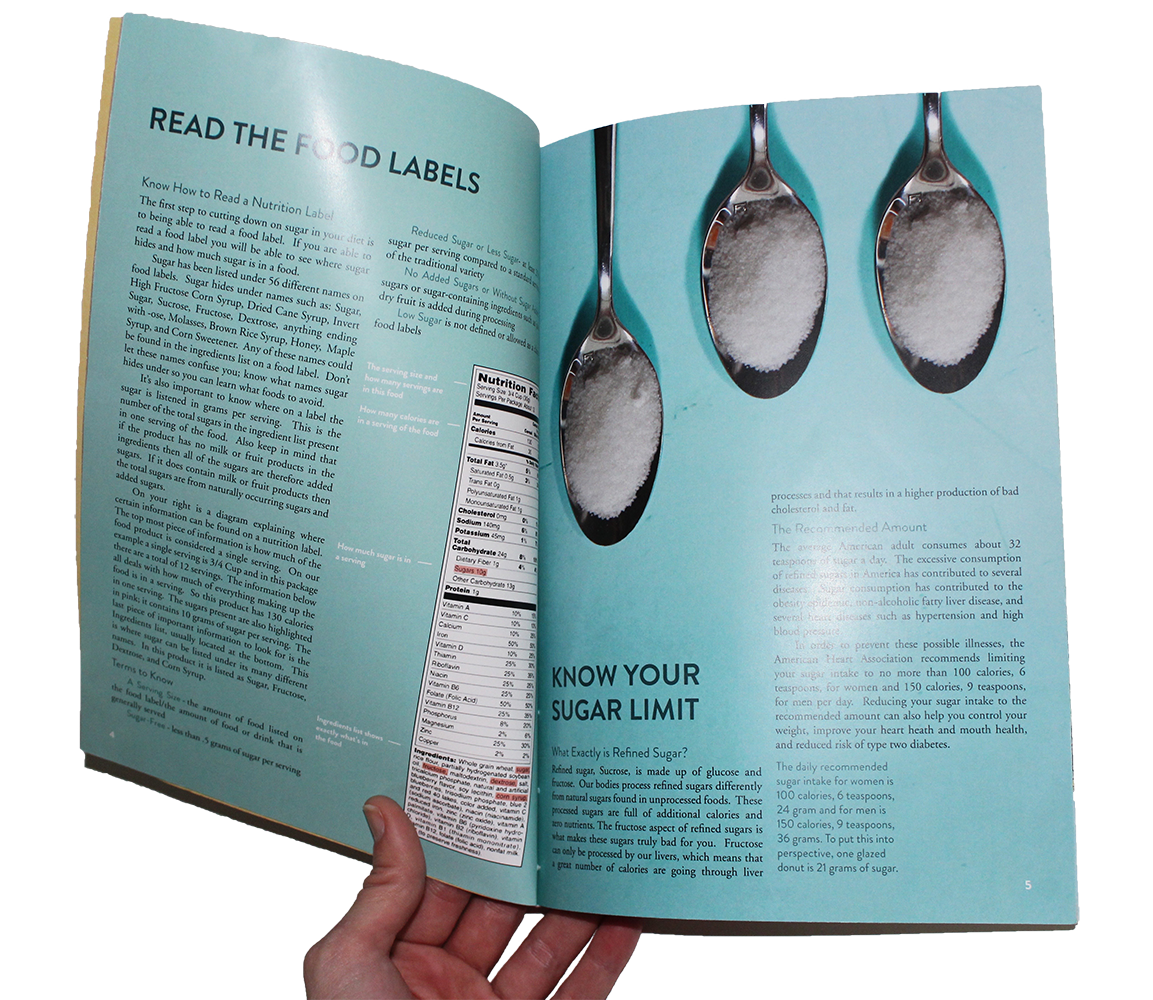 READ THE FOOD LABELS
Know How to Read a Nutrition Label
The first step to cutting down on sugar in your diet is
to being able to read a food label. If you are able to
read a food label you will be able to see where sugar
hides and how much sugar is in a food.
Sugar has been listed under 56 different names on
food labels. Sugar hides under names such as: Sugar,
High Fructose Corn Syrup, Dried Cane Syrup, Invert
Sugar, Sucrose, Fructose, Dextrose, anything ending
with -ose, Molasses, Brown Rice Syrup, Honey, Maple
Syrup, and Corn Sweetener. Any of these names could
be found in the ingredients list on a food label. Don't
let these names confuse you; know what names sugar
hides under so you can learn what foods to avoid.
It's also important to know where on a label the
sugar is listed in grams per serving. This is the
number of the total sugars in the ingredient list present
in one serving of the food. Also keep in mind that
if the product has no milk or fruit products in the
ingredients then all of the sugars are therefore added
sugars. If it does contain milk or fruit products then
the total sugars are from naturally occurring sugars and
added sugars.
On your right is a diagram explaining where
certain information can be found on a nutrition label.
The top most piece of information is how much of the
food product is considered a single serving. On our
example a single serving is 3/4 Cup and in this package
there are a total of 12 servings. The information below
all deals with how much of everything making up the
food is in a serving. So this product has 130 calories
in one serving. The sugars present are also highlighted
in pink; it contains 10 grams of sugar per serving. The
last piece of important information to look for is the
ingredients list, usually located at the bottom. This
is where sugar can be listed under its many different
names. In this product it is listed as Sugar, Fructose,
Dextrose, and Corn Syrup.
Terms to Know
A Serving Size - the amount of food listed on
the food label/the amount of food or drink that is
generally served
Sugar-Free - less than .5 grams of sugar per serving
4
Reduced Sugar or Less Sugar- at least
sugar per serving compared to a standard
of the traditional variety
No Added Sugars or Without Sugar
sugars or sugar-containing ingredients such as
dry fruit is added during processing
Low Sugar is not defined or allowed as a
food labels
The serving size and
how many servings are
in this food
How many calories are
in a serving of the food
How much sugar is in
a serving
Ingredients list shows
exactly what's in
the food
Nutrition
Serving Size 3/4 Cup (30g)
Servings Per Package About
Amount
Per Serving
Calories 130
Calories from Fat
Total Fat 3.5g*
Saturated Fat 0.5g
Trans Fat 0g
Polyunsaturated Fat 1g
Monounsaturated Fat 1g
Cholesterol 0mg 0%
Sodium 140mg 6%
Potassium 45mg 1%
Total
Carbohydrate 24g 8%
Dietary Fiber 1g 4%
Sugars 10g
Other Carbohydrate 13g
Protein 1g
Vitamin A 10%
Vitamin C 10%
Calcium 10%
Iron 50%
Vitamin D 10%
Thiamin 25%
Riboflavin 25%
Niacin 25%
Vitamin B6 25%
Folate (Folic Acid) 50%
Vitamin B12 25%
Phosphorus 8%
Magnesium 2%
Zinc 25%
Copper 2%
Ingredients: Whole grain wheat, sugar,
rice flour, partially hydrogenated soybean
fructose, maltodextrin, dextrose, salt,
tricalcium phosphate, natural and artificial
blueberry flavor, soy lecithin, corn syrup
blueberries, trisodium phosphate, blue 2
and red 40 lakes, color added, vitamin C
(sodium ascorbate), niacin (niacinamide),
reduced iron, zinc (zinc oxide), vitamin A
palmitate, vitamin B6 (pyridoxine hydro-
chloride), vitamin B2 (riboflavin), vitamin
vitamin B1 (thiamin mononitrate),
B12, folate (folic acid), nonfat milk,
(to preserve freshness).
KNOW YOUR
SUGAR LIMIT
What Exactly is Refined Sugar?
Refined sugar, Sucrose, is made up of glucose and
fructose. Our bodies process refined sugars differently
from natural sugars found in unprocessed foods. These
processed sugars are full of additional calories and
zero nutrients. The fructose aspect of refined sugars is
what makes these sugars truly bad for you. Fructose
can only be processed by our livers, which means that
a great number of calories are going through liver
processes and that results in a higher production of bad
cholesterol and fat.
The Recommended Amount
The average American adult consumes about 32
teaspoons of sugar a day. The excessive consumption
of refined sugars in America has contributed to several
diseases. Sugar consumption has contributed to the
obesity epidemic, non-alcoholic fatty liver disease, and
several heart diseases such as hypertension and high
blood pressure.
In order to prevent these possible illnesses, the
American Heart Association recommends limiting
your sugar intake to no more than 100 calories, 6
teaspoons, for women and 150 calories, 9 teaspoons,
for men per day. Reducing your sugar intake to the
recommended amount can also help you control your
weight, improve your heart heath and mouth health,
and reduced risk of type two diabetes.
The daily recommended
sugar intake for women is
100 calories, 6 teaspoons,
24 gram and for men is
150 calories, 9 teaspoons,
36 grams. To put this into
perspective, one glazed
donut is 21 grams of sugar.
5